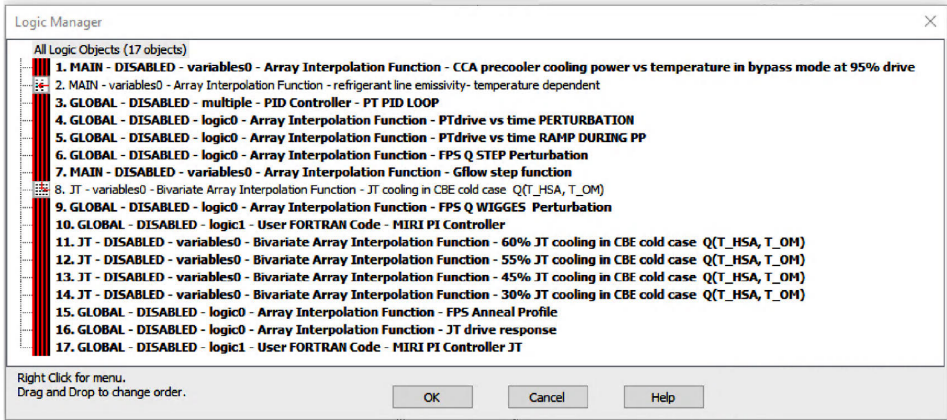 Logic Manager
All Logic Objects (17 objects)
1. MAIN - DISABLED - variables0 - Array Interpolation Function - CCA precooler cooling power vs temperature in bypass mode at 95% drive
2. MAIN - variables0 - Array Interpolation Function - refrigerant line emissivity- temperature dependent
3. GLOBAL - DISABLED - multiple - PID Controller - PT PID LOOP
4. GLOBAL - DISABLED - logic0 - Array Interpolation Function - PTdrive vs time PERTURBATION
5. GLOBAL - DISABLED - logic0 - Array Interpolation Function - PTdrive vs time RAMP DURING PP
6. GLOBAL - DISABLED - logic0 - Array Interpolation Function - FPS Q STEP Perturbation
7. MAIN - DISABLED - variables0 - Array Interpolation Function - Gflow step function
8. JT - variables0 - Bivariate Array Interpolation Function - JT cooling in CBE cold case Q(T_HSA, T_OM)
9. GLOBAL - DISABLED - logic0 - Array Interpolation Function - FPS Q WIGGES Perturbation
10. GLOBAL - DISABLED - logic1 - User FORTRAN Code - MIRI PI Controller
11. JT - DISABLED - variables0 - Bivariate Array Interpolation Function - 60% JT cooling in CBE cold case Q(T_HSA, T_OM)
12. JT - DISABLED - variables0 - Bivariate Array Interpolation Function - 55% JT cooling in CBE cold case Q(T_HSA, T_OM)
13. JT - DISABLED - variables0 - Bivariate Array Interpolation Function - 45% JT cooling in CBE cold case Q(T_HSA, T_OM)
14. JT - DISABLED - variables0 - Bivariate Array Interpolation Function - 30% JT cooling in CBE cold case Q(T_HSA, T_OM)
15. GLOBAL - DISABLED - logic0 - Array Interpolation Function - FPS Anneal Profile
16. GLOBAL - DISABLED - logic0 - Array Interpolation Function - JT drive response
17. GLOBAL - DISABLED - logic1 - User FORTRAN Code - MIRI PI Controller JT
Right Click for menu.
Drag and Drop to change order.
OK Cancel Help